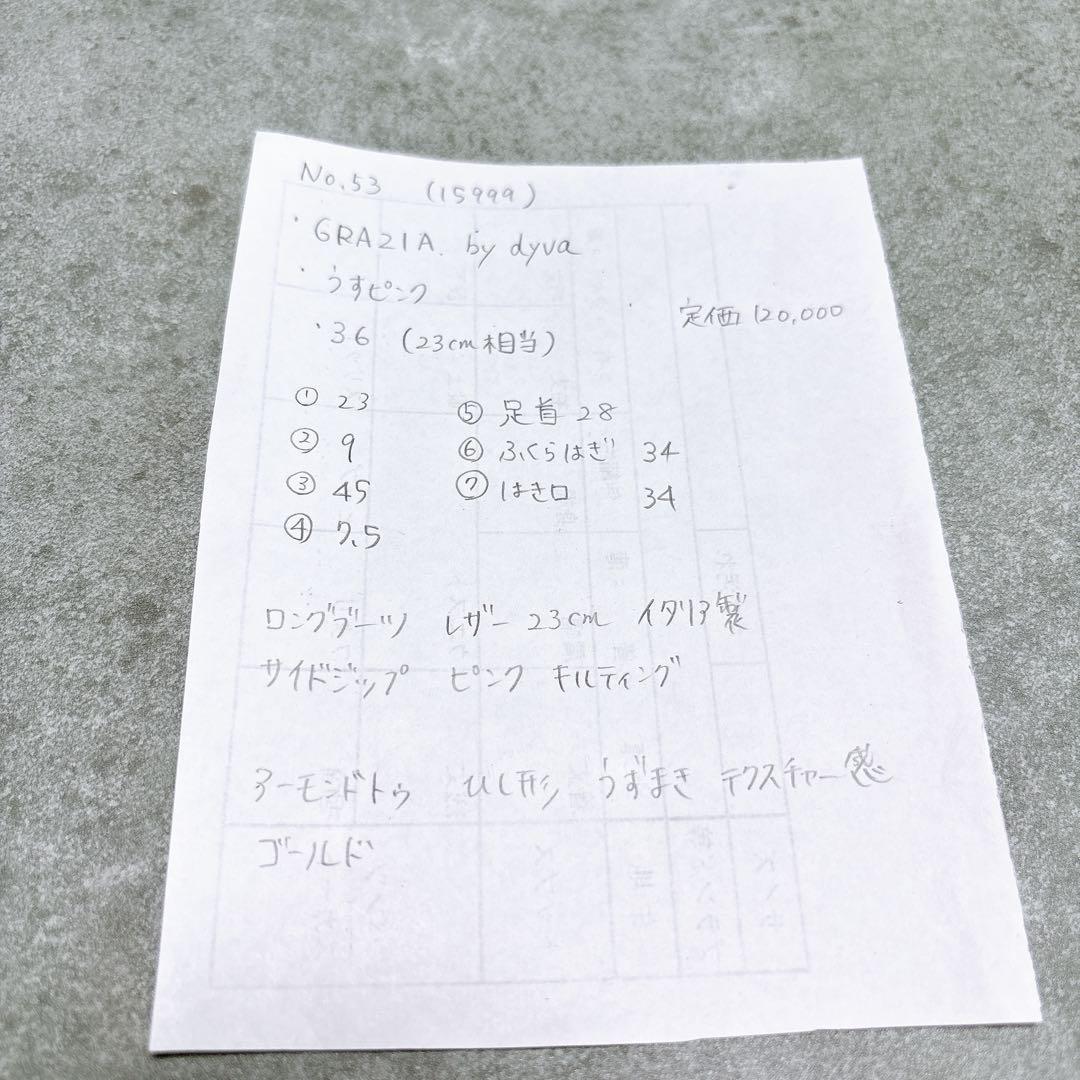 No.53 (15999)
・GRAZIA. by dyva
・うすピンク
・定価 120,000
・36 (23cm相当)
① 23
② 9
③ 45
④ 7.5
⑤ 足首 28
⑥ ふくらはぎ 34
⑦ はき口 34
ロングブーツ レザー 23cm イタリア製
サイドジップ ピンク キルティング
アーモンドトゥ ひし形 うずまき テクスチャー感
ゴールド